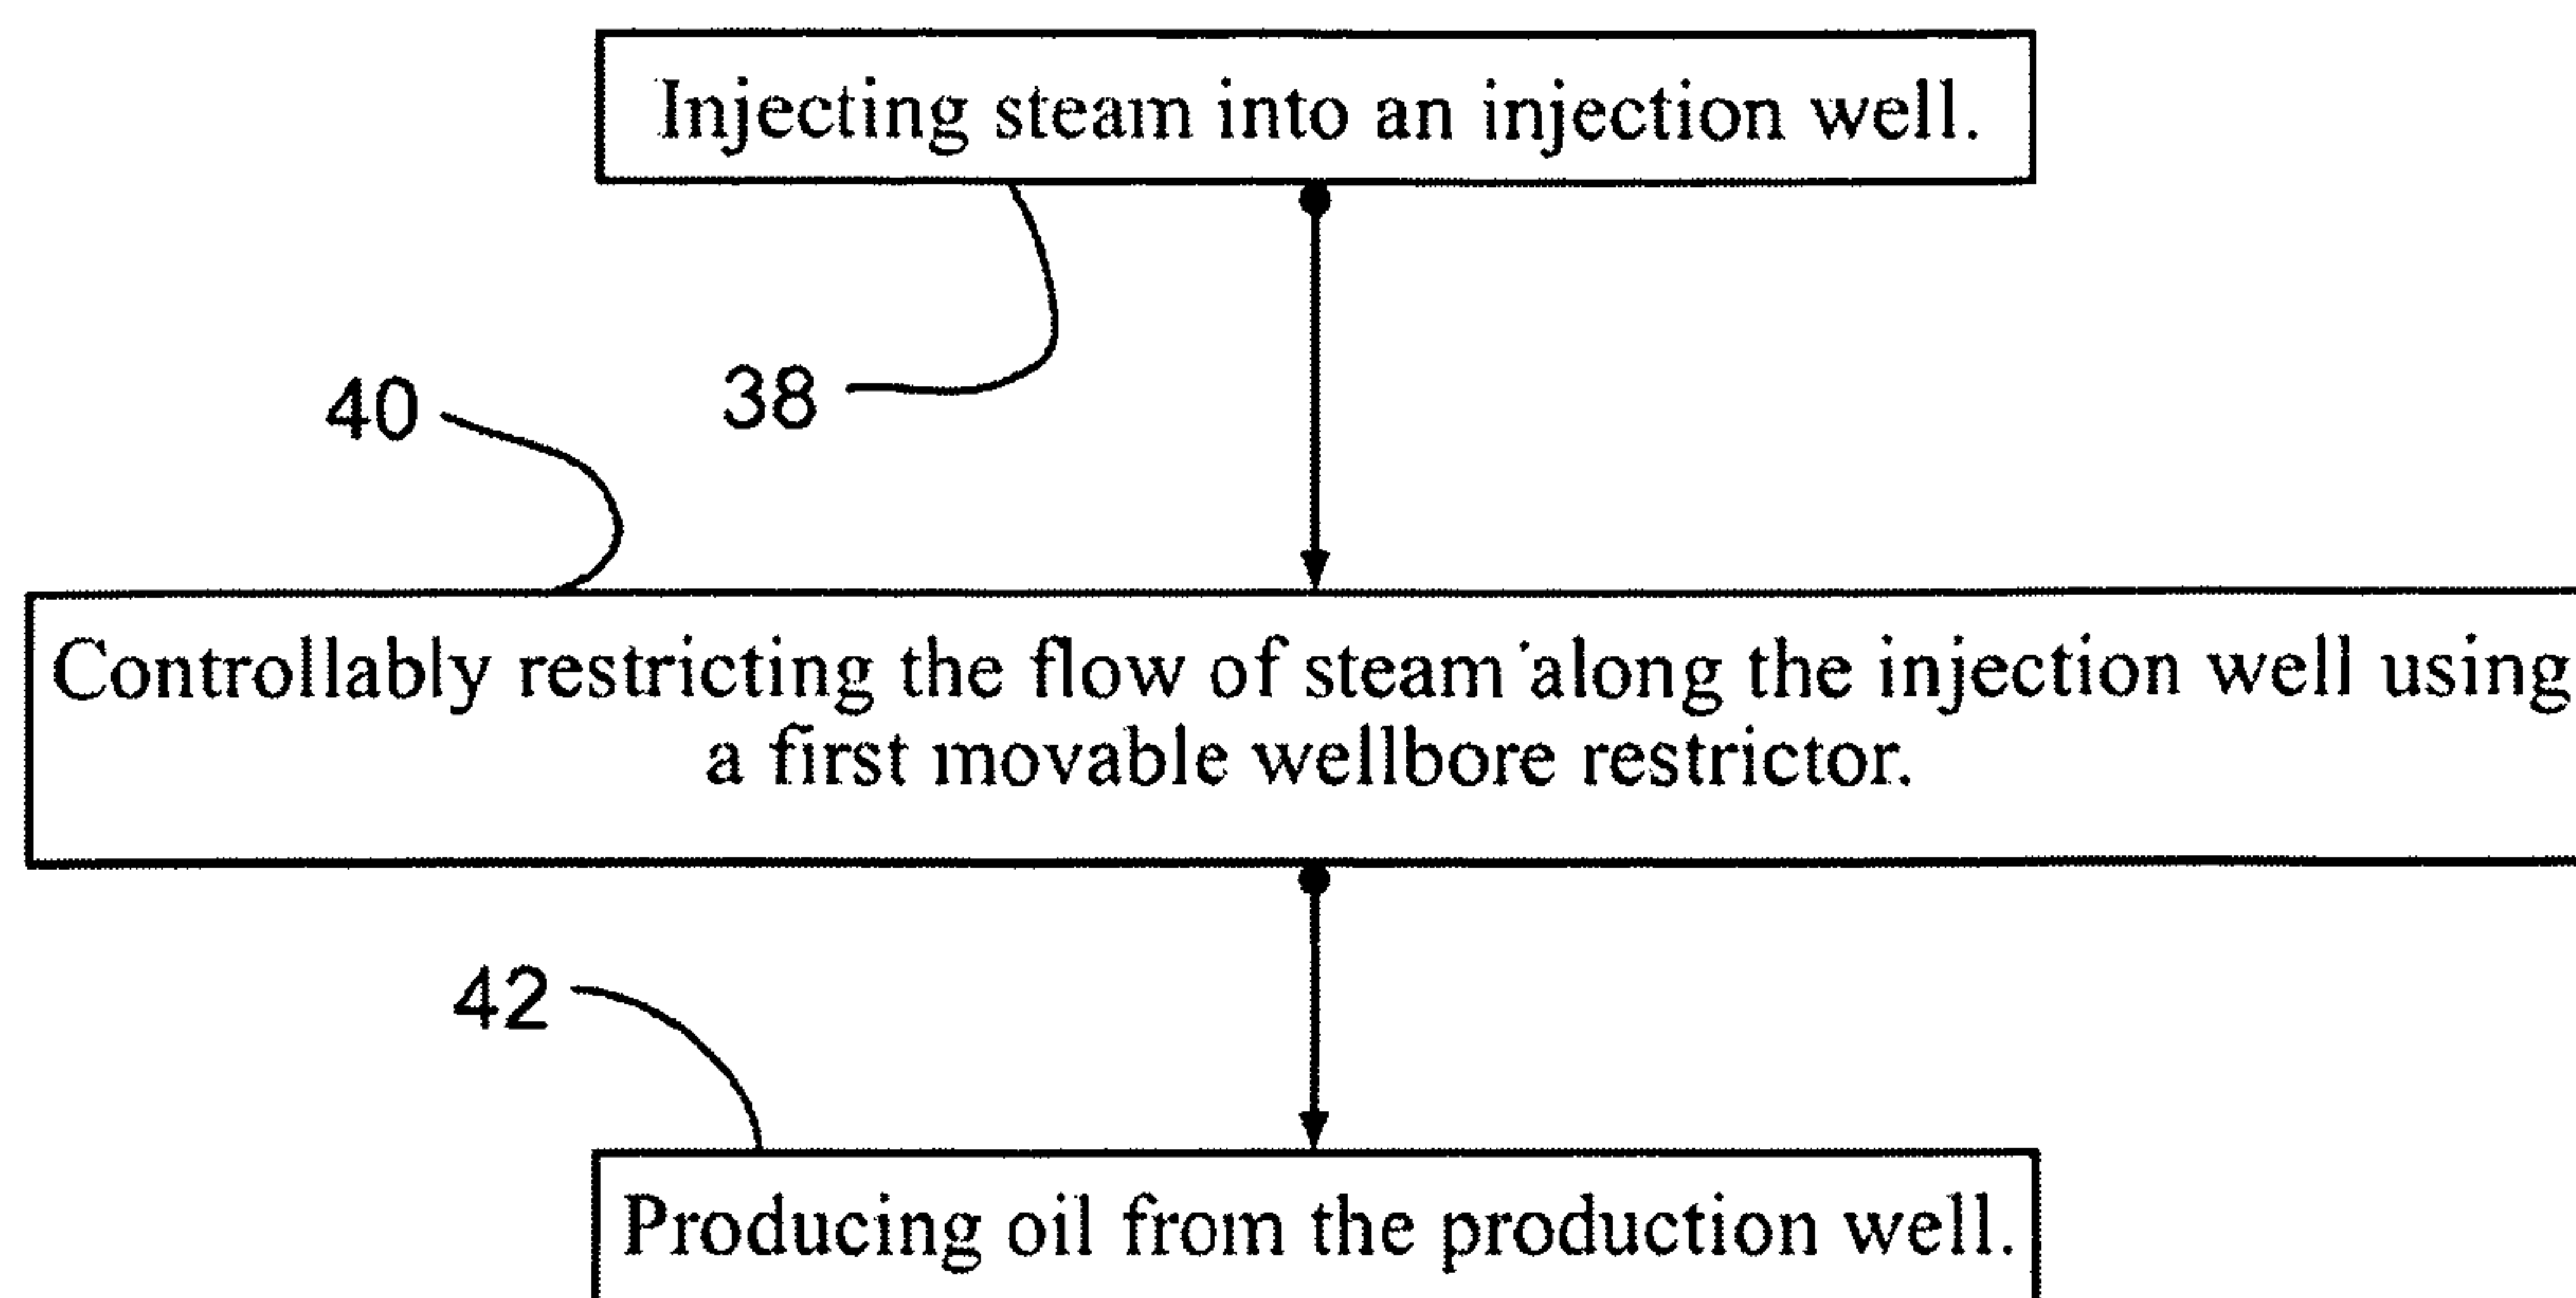 Injecting steam into an injection well.
38
40
Controllably restricting the flow of steam along the injection well using
a first movable wellbore restrictor.
42
Producing oil from the production well.